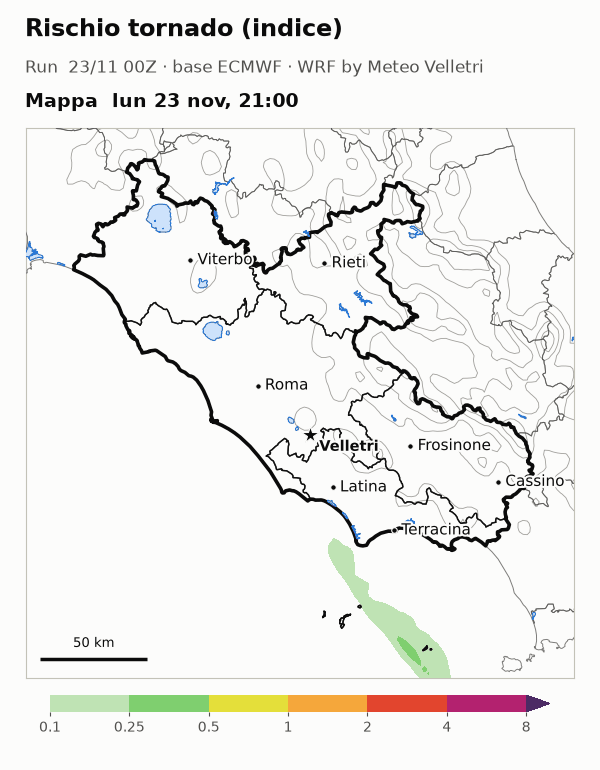 Rischio tornado (indice)
Run  23/11 00Z · base ECMWF · WRF by Meteo Velletri
Mappa  lun 23 nov, 21:00
Viterbo
Rieti
Roma
Velletri
Frosinone
Latina
Cassino
Terracina
50 km
0.1 0.25 0.5 1 2 4 8